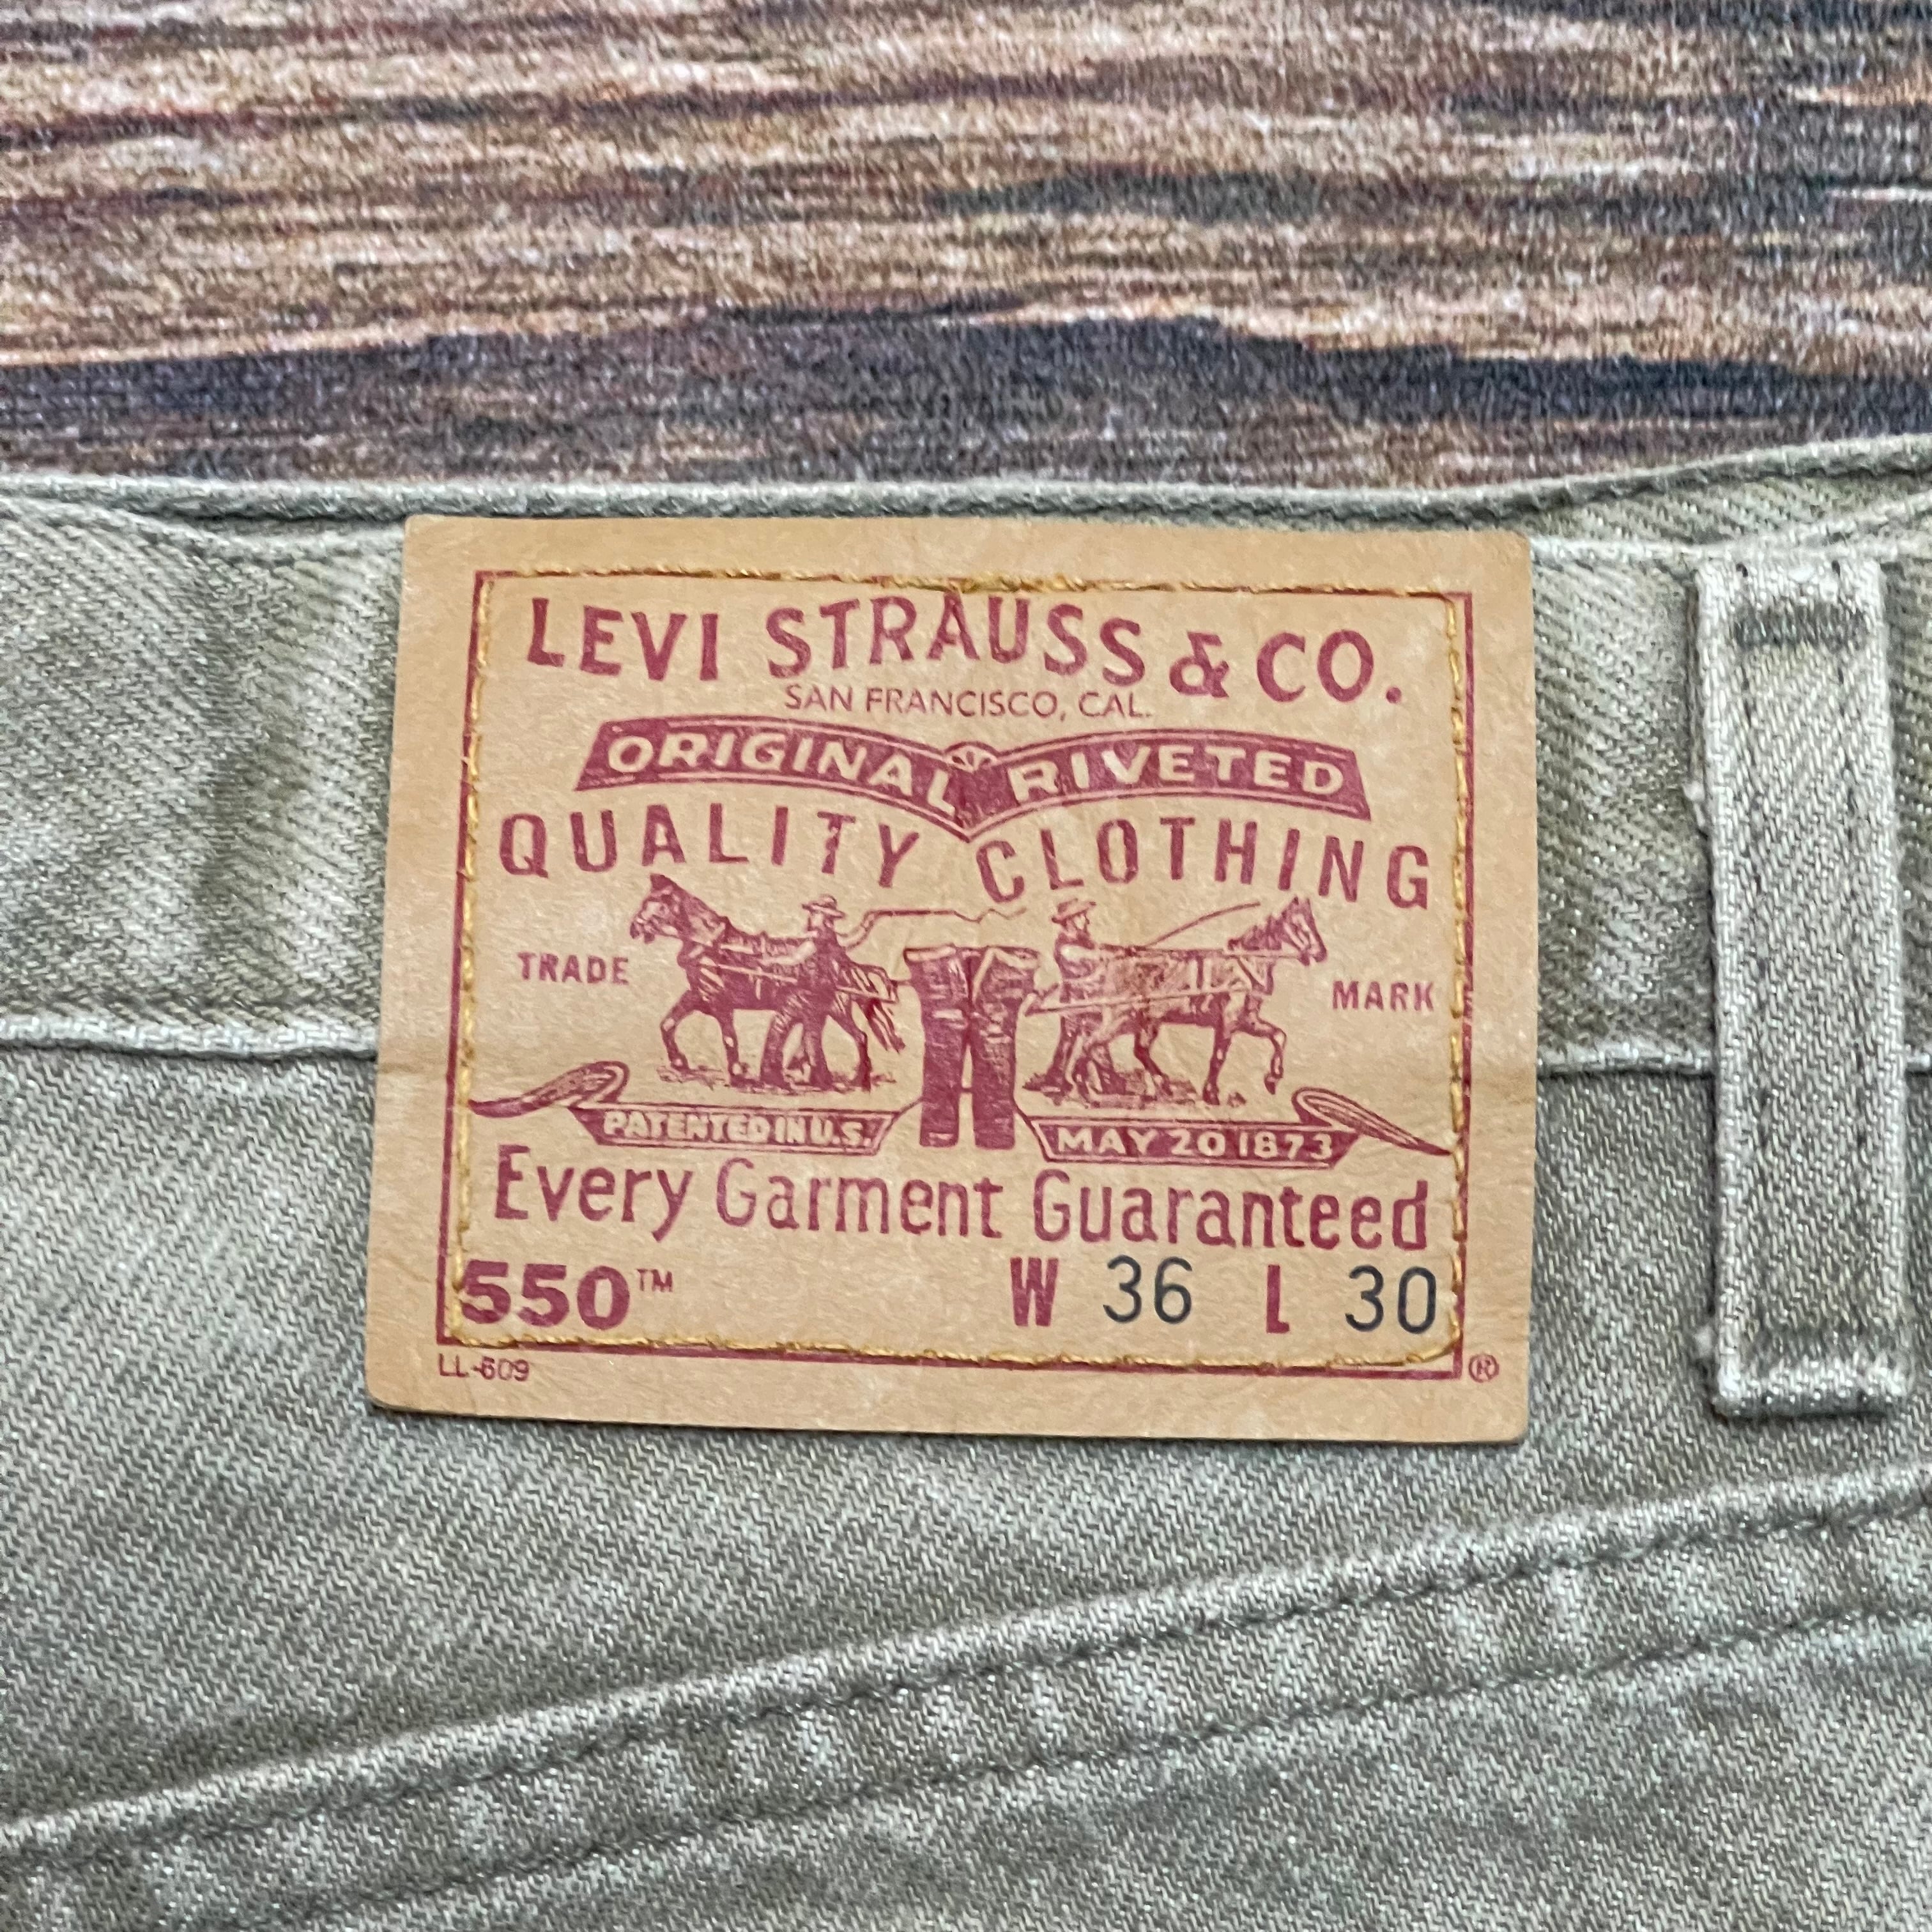 LEVI STRAUSS & CO.
SAN FRANCISCO, CAL.
ORIGINAL RIVETED
QUALITY CLOTHING
TRADE MARK
PATENTED IN U.S. MAY 20 1873
Every Garment Guaranteed
550™ W 36 L 30
LL-609 ®